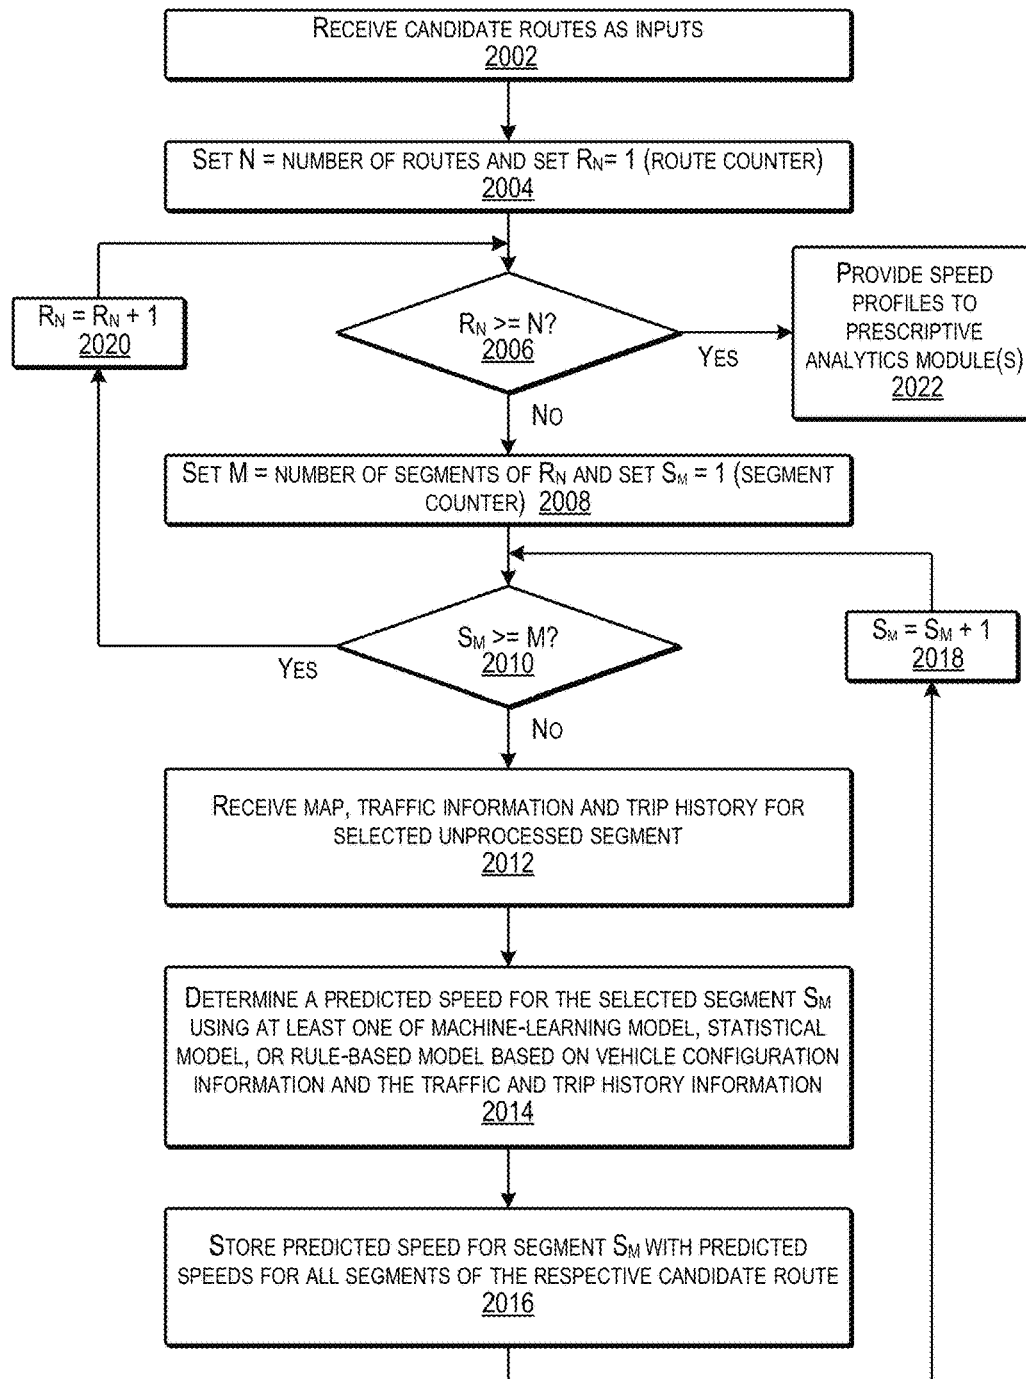 RECEIVE CANDIDATE ROUTES AS INPUTS
2002
SET N = NUMBER OF ROUTES AND SET RN= 1 (ROUTE COUNTER)
2004
RN = RN + 1
2020
RN >= N?
2006
YES
PROVIDE SPEED
PROFILES TO
PRESCRIPTIVE
ANALYTICS MODULE(S)
2022
NO
SET M = NUMBER OF SEGMENTS OF RN AND SET SM = 1 (SEGMENT
COUNTER) 2008
SM >= M?
2010
YES
SM = SM + 1
2018
NO
RECEIVE MAP, TRAFFIC INFORMATION AND TRIP HISTORY FOR
SELECTED UNPROCESSED SEGMENT
2012
DETERMINE A PREDICTED SPEED FOR THE SELECTED SEGMENT SM
USING AT LEAST ONE OF MACHINE-LEARNING MODEL, STATISTICAL
MODEL, OR RULE-BASED MODEL BASED ON VEHICLE CONFIGURATION
INFORMATION AND THE TRAFFIC AND TRIP HISTORY INFORMATION
2014
STORE PREDICTED SPEED FOR SEGMENT SM WITH PREDICTED
SPEEDS FOR ALL SEGMENTS OF THE RESPECTIVE CANDIDATE ROUTE
2016